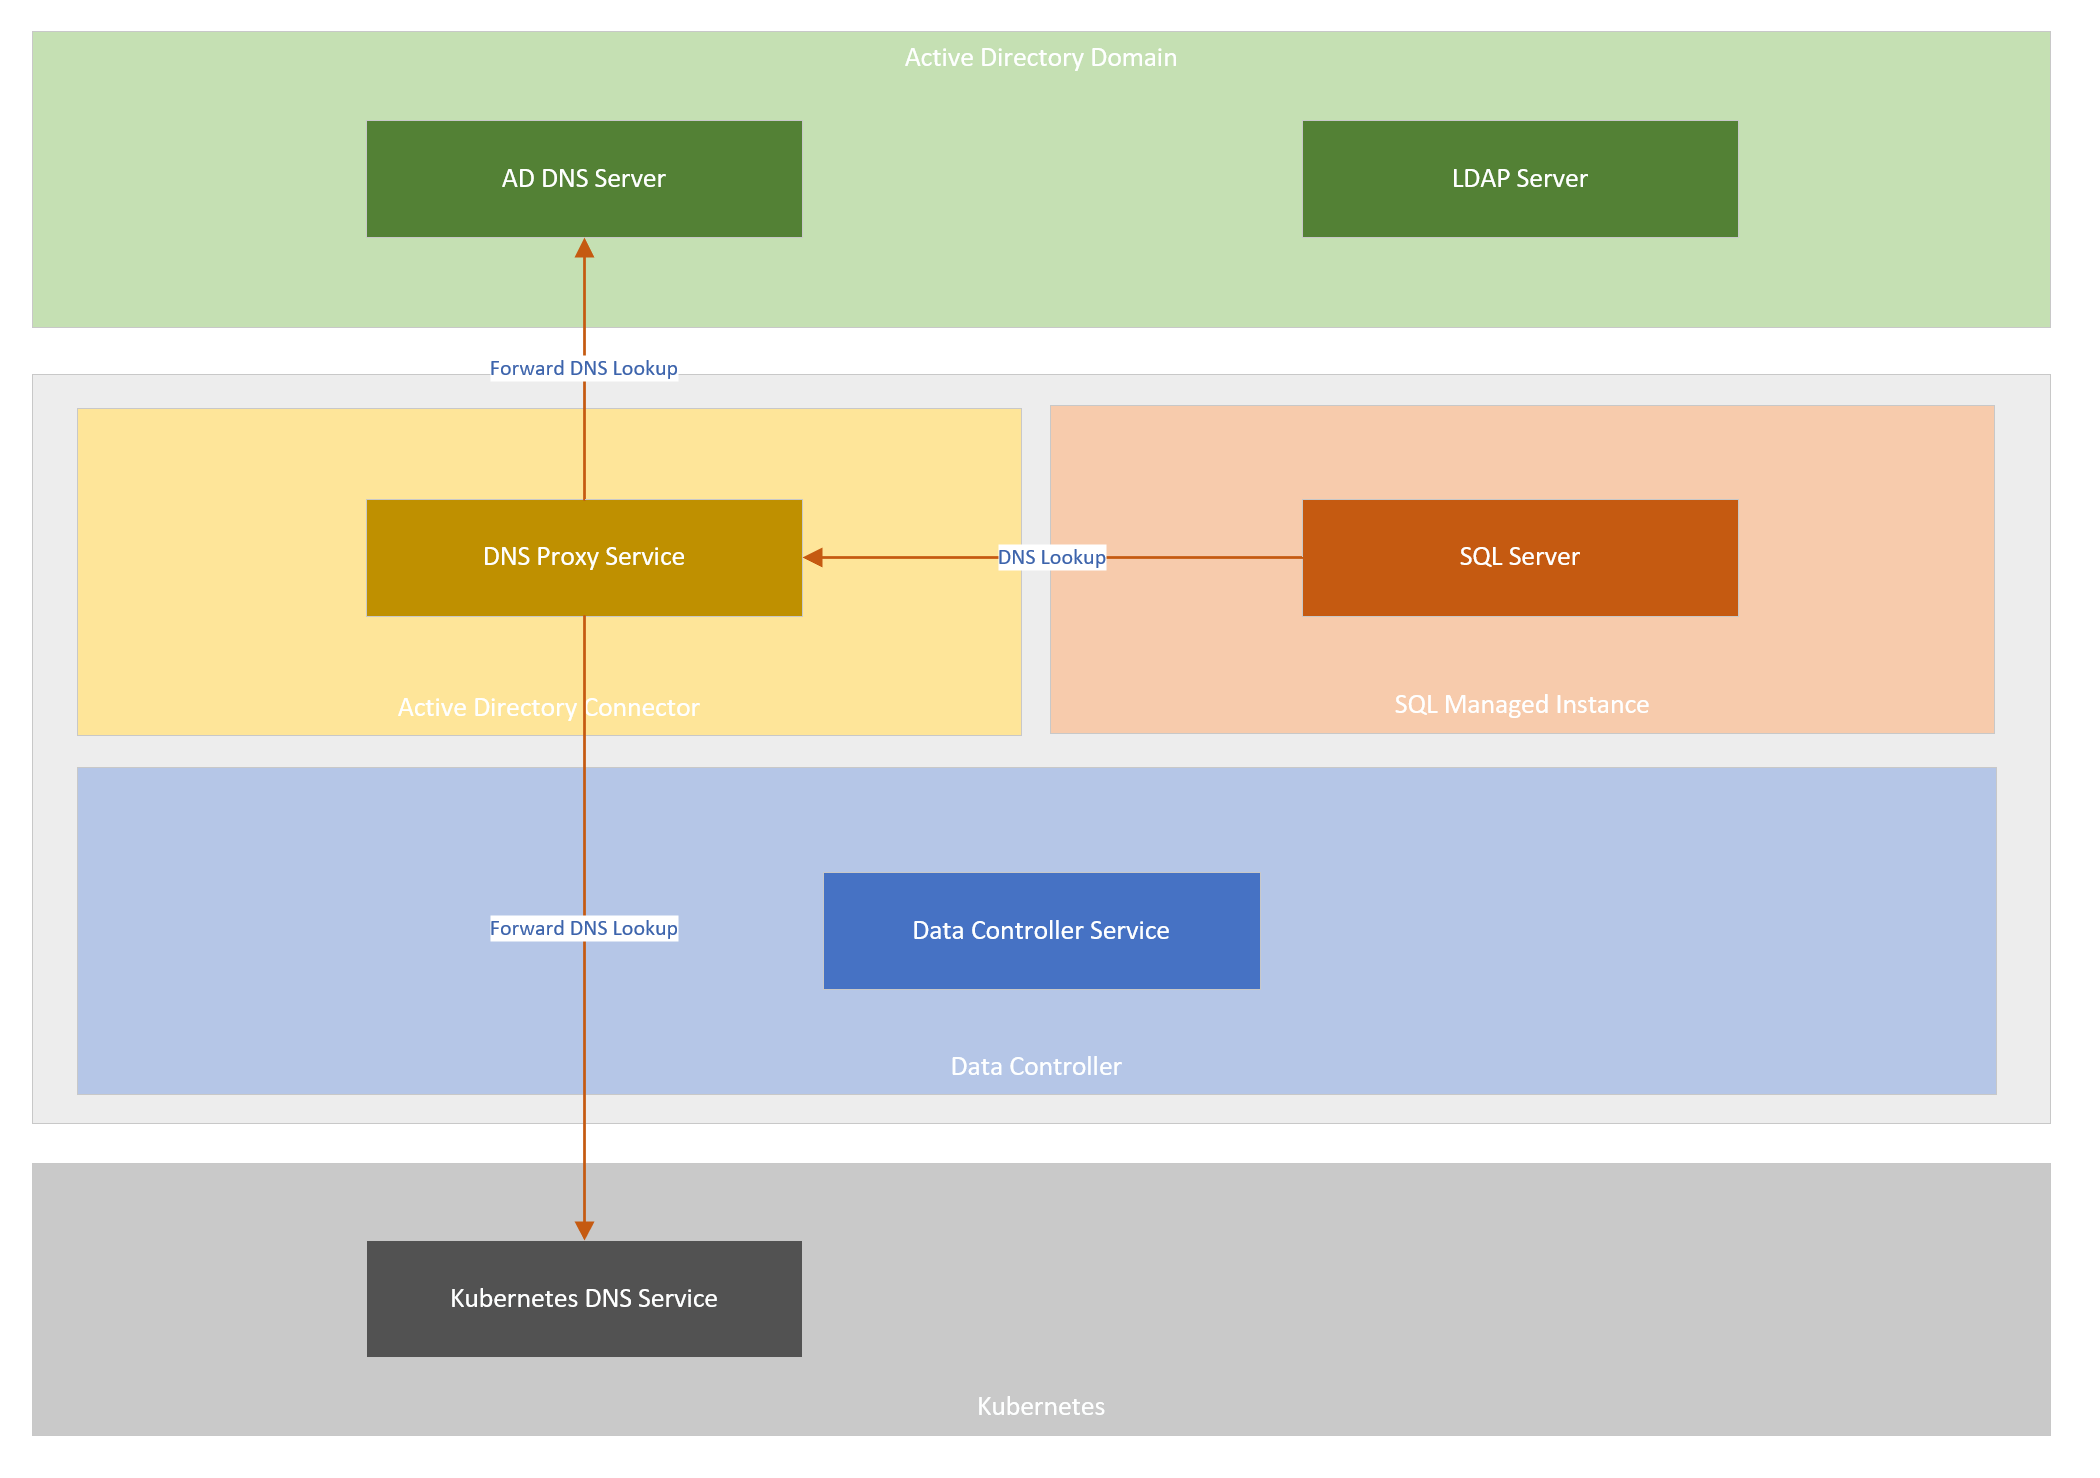 Active Directory Domain
AD DNS Server
LDAP Server
Forward DNS Lookup
DNS Proxy Service
DNS Lookup
SQL Server
Active Directory Connector
SQL Managed Instance
Forward DNS Lookup
Data Controller Service
Data Controller
Kubernetes DNS Service
Kubernetes